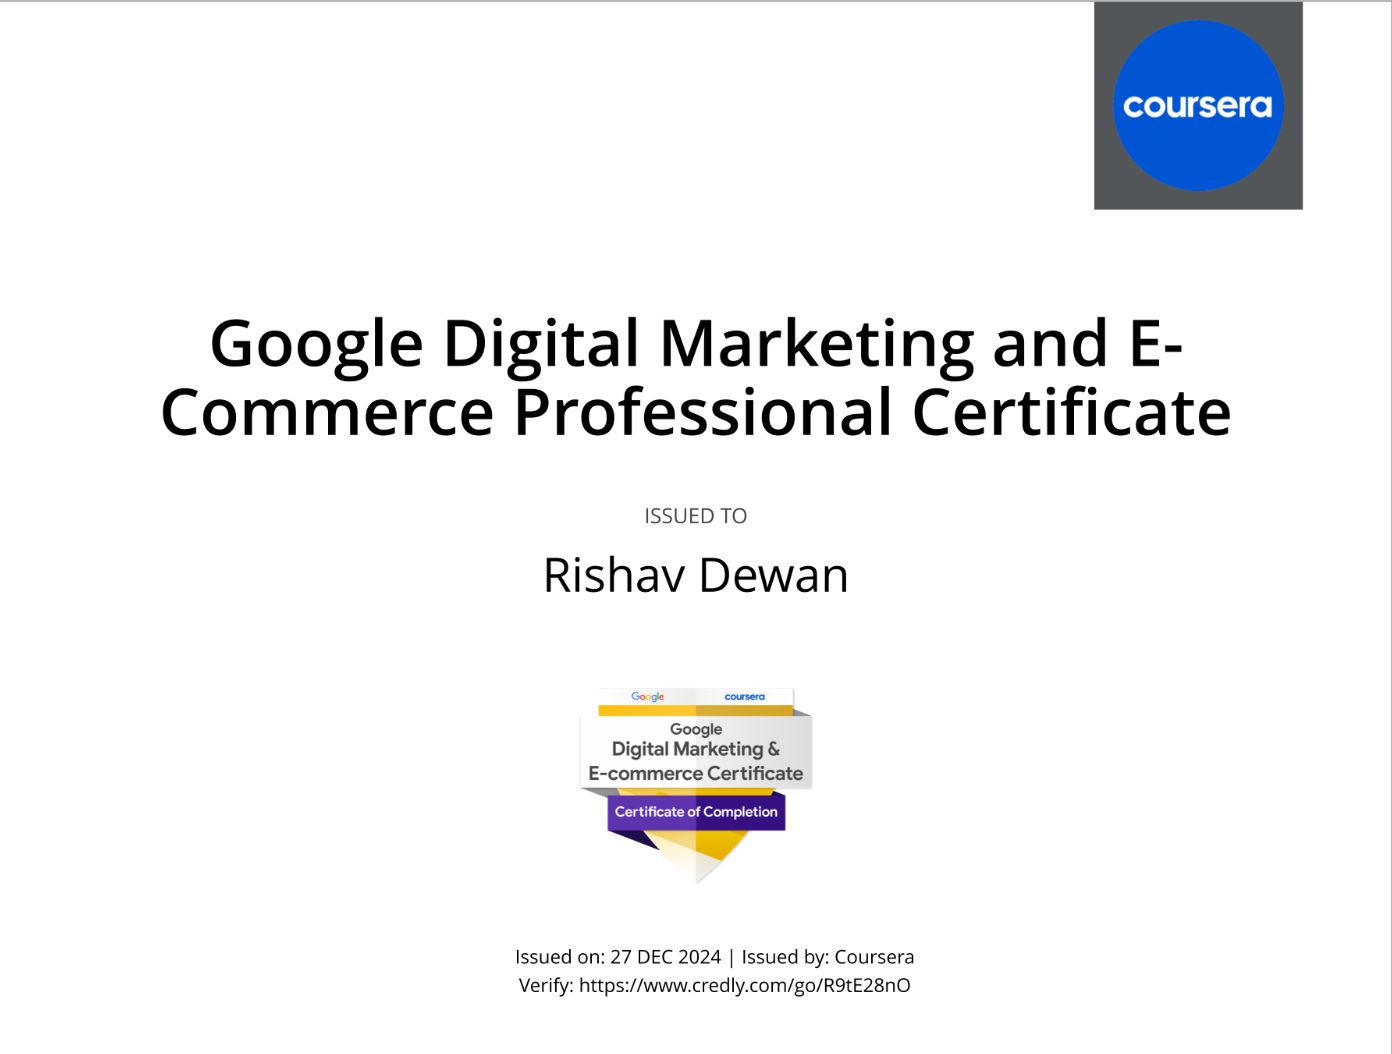 coursera
Google Digital Marketing and E-
Commerce Professional Certificate
ISSUED TO
Rishav Dewan
Google coursera
Google
Digital Marketing &
E-commerce Certificate
Certificate of Completion
Issued on: 27 DEC 2024 | Issued by: Coursera
Verify: https://www.credly.com/go/R9tE28nO